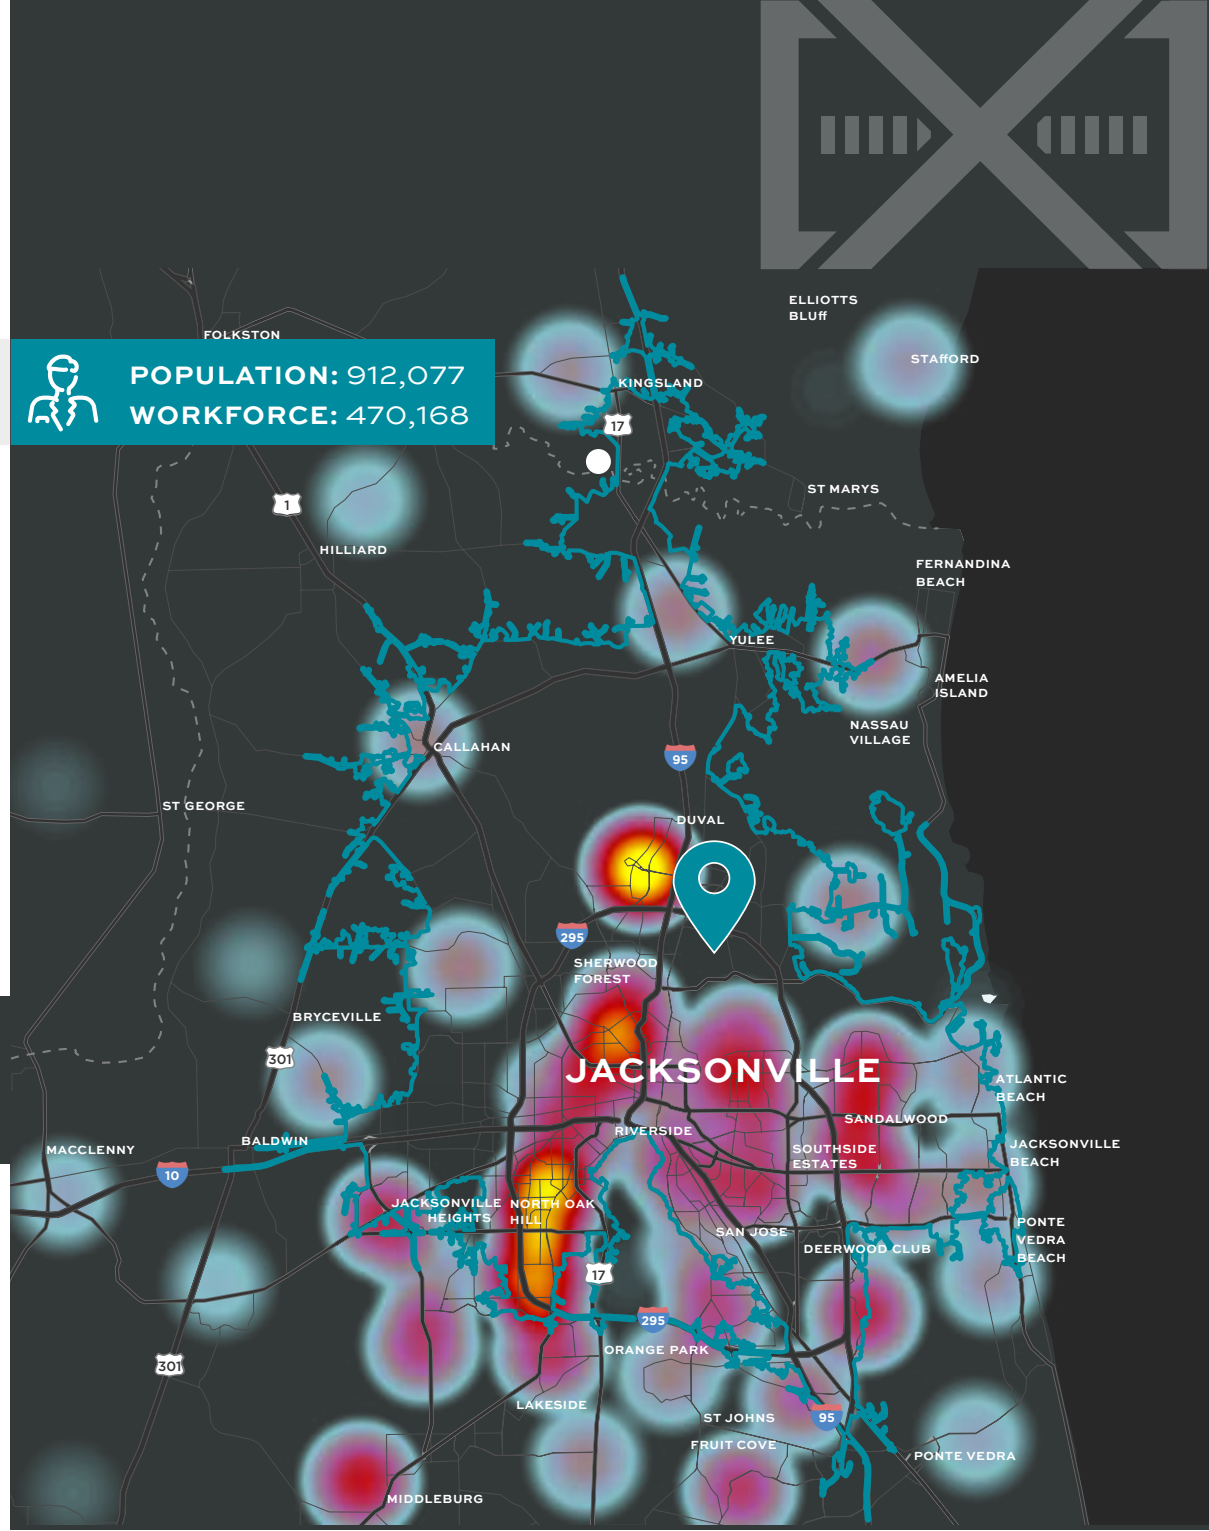 ELLIOTTS
BLUff
STAffORD
FOLKSTON
POPULATION: 912,077
WORKFORCE: 470,168
KINGSLAND
17
ST MARYS
1
HILLIARD
FERNANDINA
BEACH
YULEE
AMELIA
ISLAND
NASSAU
VILLAGE
CALLAHAN
95
ST GEORGE
DUVAL
295
SHERWOOD
FOREST
BRYCEVILLE
301
JACKSONVILLE
ATLANTIC
BEACH
SANDALWOOD
RIVERSIDE
BALDWIN
MACCLENNY
SOUTHSIDE
ESTATES
JACKSONVILLE
BEACH
10
JACKSONVILLE
HEIGHTS
NORTH OAK
HILL
SAN JOSE
PONTE
VEDRA
BEACH
DEERWOOD CLUB
17
295
ORANGE PARK
301
LAKESIDE
ST JOHNS
95
FRUIT COVE
PONTE VEDRA
MIDDLEBURG